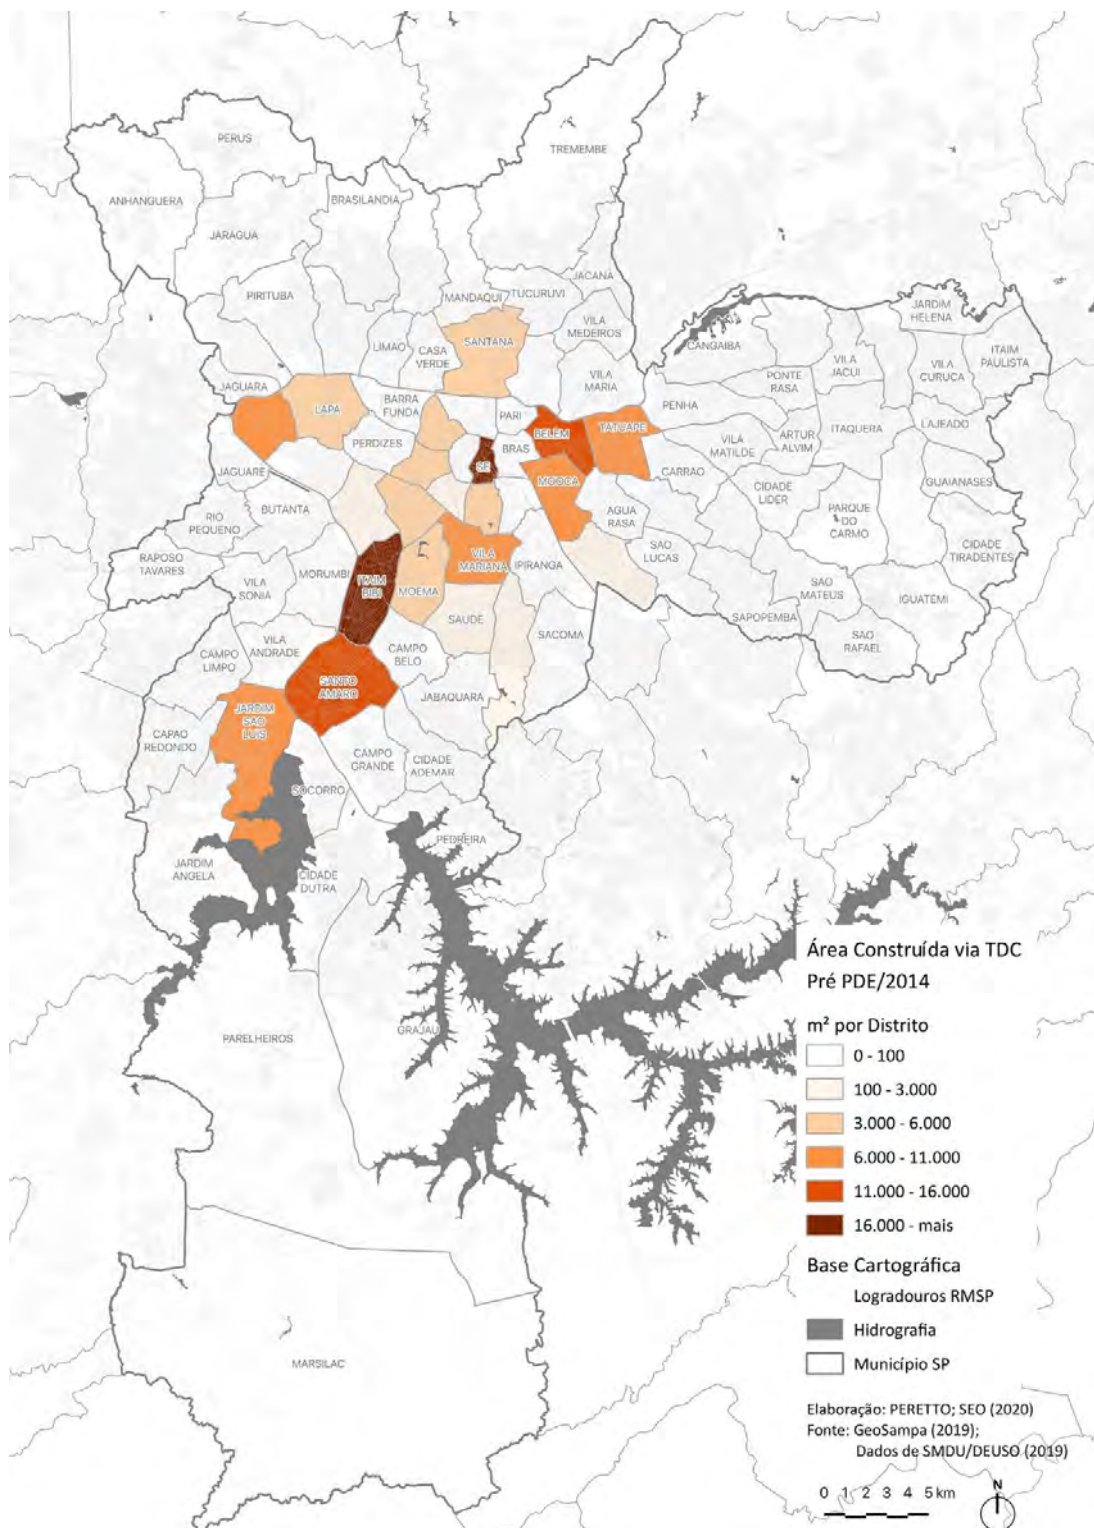 TREMEMBE
PERUS
ANHANGUERA
BRASILANDIA
JARAGUA
JACANA
PIRITUBA
MANDAQUI
TUCURUVI
JARDIM
HELENA
VILA
MEDEIROS
SANTANA
LIMAO
CASA
VERDE
CANGAIBA
VILA
JACUI
VILA
CURUCA
ITAIM
PAULISTA
JAGUARA
VILA
MARIA
PONTE
RASA
LAPA
BARRA
FUNDA
PENHA
PARI
BELÉM
TATUAPE
ARTUR
ALVIM
ITAQUERA
LAJEADO
PERDIZES
BRAS
VILA
MATILDE
SE
JAGUARE
MOOCA
CARRAO
CIDADE
LIDER
GUAIANASES
BUTANTA
RIO
PEQUENO
AGUA
RASA
PARQUE
DO
CARMO
RAPOSO
TAVARES
VILA
MARIANA
IPIRANGA
SAO
LUCAS
CIDADE
TIRADENTES
MORUMBI
ITAIM
BIBI
MOEMA
VILA
SONIA
SAO
MATEUS
IGUATEMI
SAUDE
SAPOPEMBA
SACOMA
SAO
RAFAEL
VILA
ANDRADE
CAMPO
LIMPO
CAMPO
BELO
SANTO
AMARO
JABAQUARA
JARDIM
SAO
LUIS
CAPAO
REDONDO
CAMPO
GRANDE
CIDADE
ADEMAR
SOCORRO
PEDREIRA
JARDIM
ANGELA
CIDADE
DUTRA
GRAJAU
PARELHEIROS
MARSILAC
Área Construída via TDC
Pré PDE/2014
m² por Distrito
0 - 100
100 - 3.000
3.000 - 6.000
6.000 - 11.000
11.000 - 16.000
16.000 - mais
Base Cartográfica
Logradouros RMSP
Hidrografia
Município SP
Elaboração: PERETTO; SEO (2020)
Fonte: GeoSampa (2019);
Dados de SMDU/DEUSO (2019)
0 1 2 3 4 5 km
N